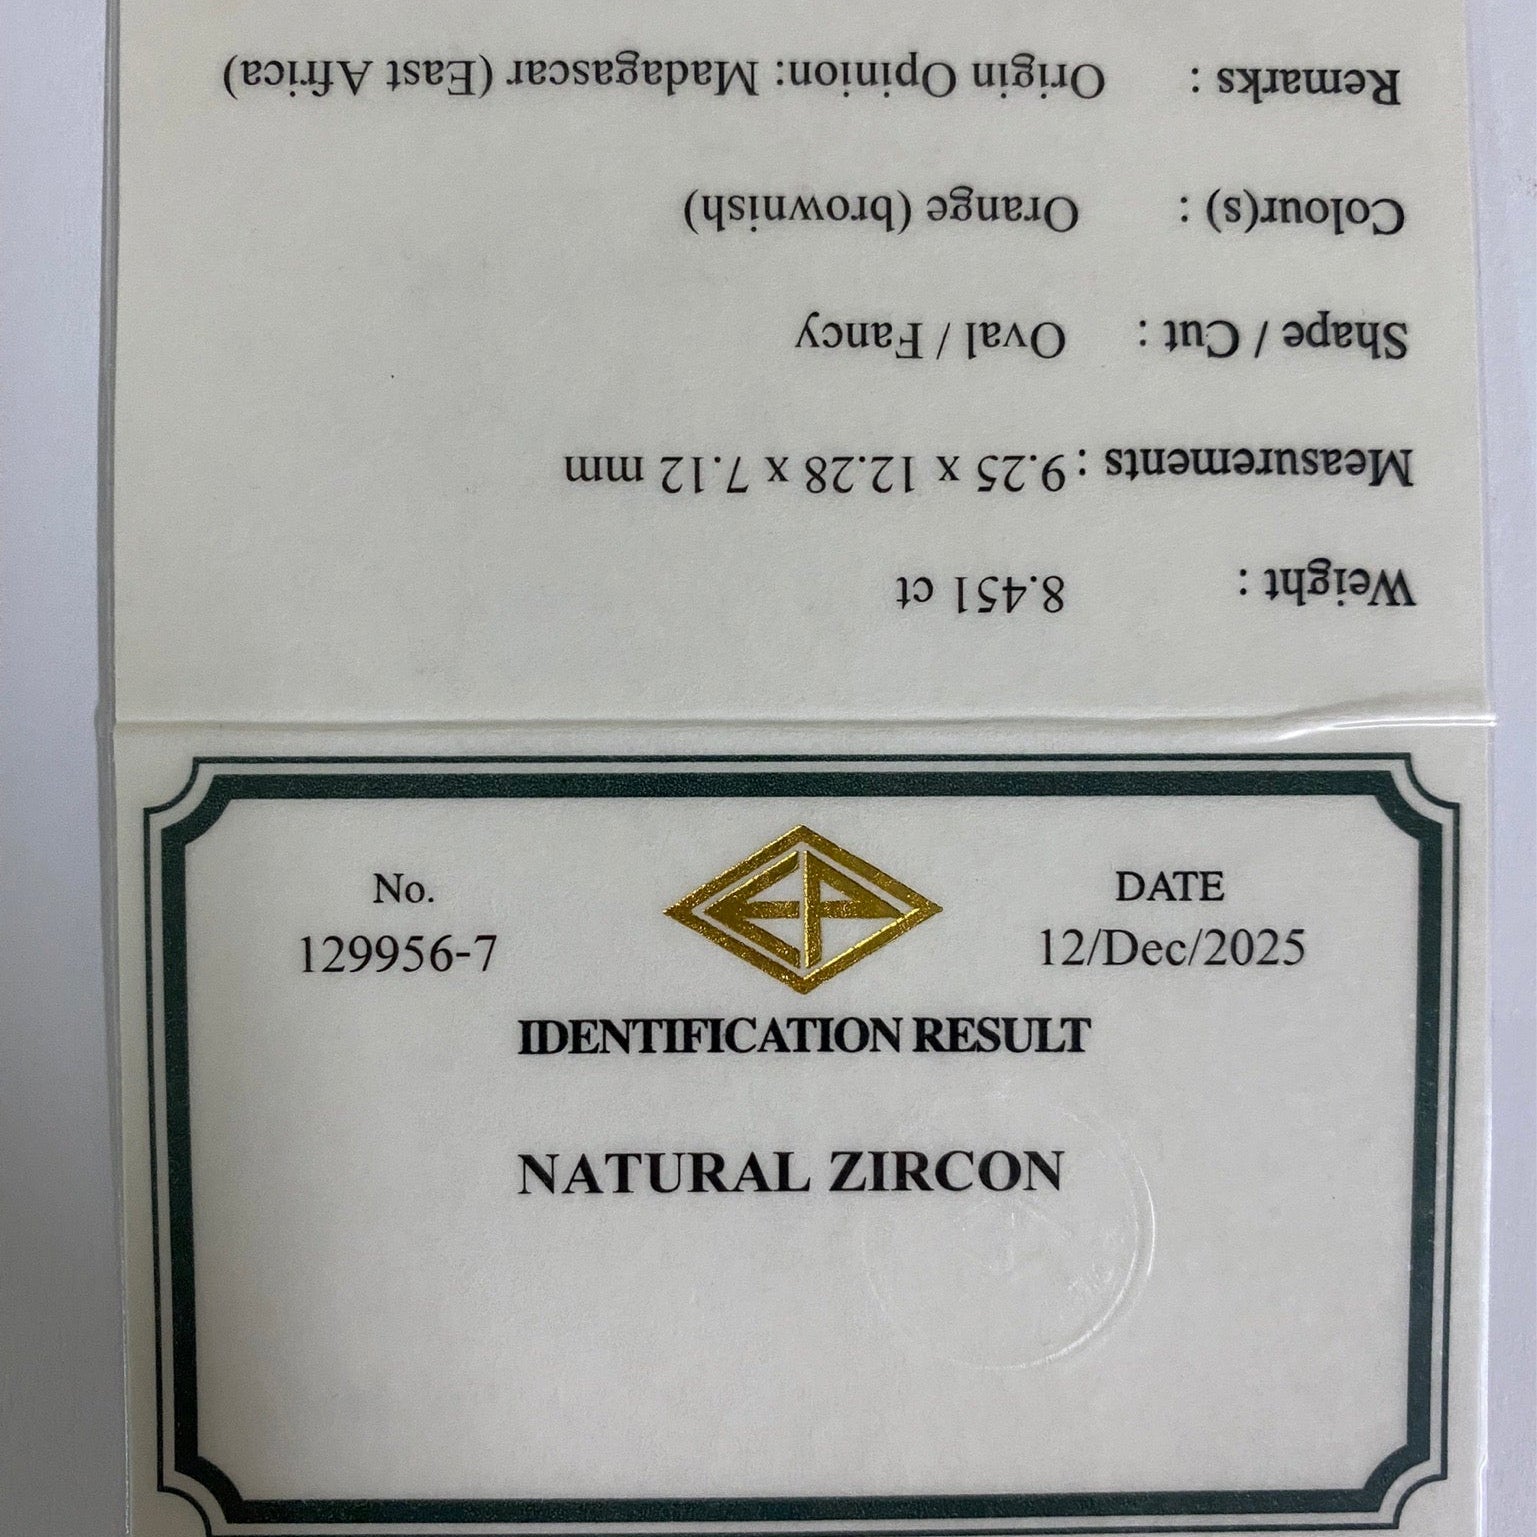 No.
129956-7
DATE
12/Dec/2025
IDENTIFICATION RESULT
NATURAL ZIRCON
Weight : 8.451 ct
Measurements : 9.25 x 12.28 x 7.12 mm
Shape / Cut : Oval / Fancy
Colour(s) : Orange (brownish)
Remarks : Origin Opinion: Madagascar (East Africa)